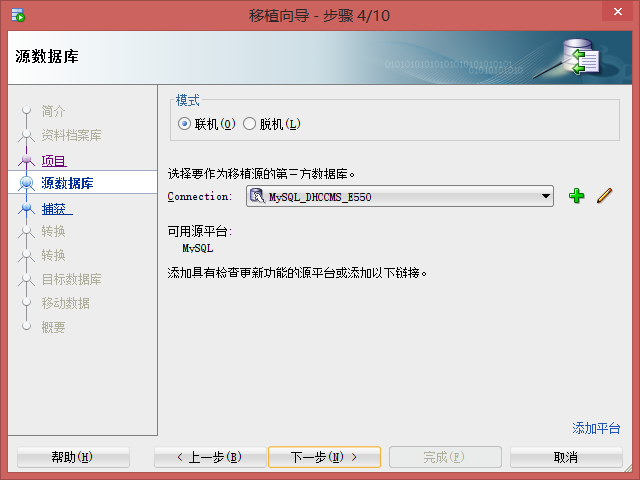 移植向导 - 步骤 4/10
源数据库
简介
资料档案库
项目
源数据库
捕获
转换
转换
目标数据库
移动数据
概要
模式
联机(O) 脱机(L)
选择要作为移植源的第三方数据库。
Connection: MySQL_DHCCMS_E550
可用源平台:
MySQL
添加具有检查更新功能的源平台或添加以下链接。
添加平台
帮助(H) < 上一步(B) 下一步(N) > 完成(F) 取消